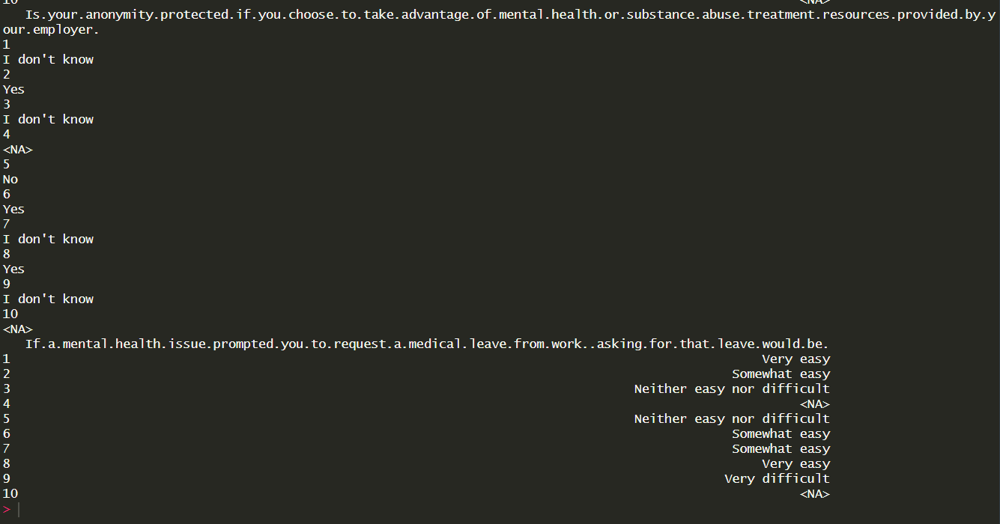 10 <NA>
Is.your.anonymity.protected.if.you.choose.to.take.advantage.of.mental.health.or.substance.abuse.treatment.resources.provided.by.y
our.employer.
1
I don't know
2
Yes
3
I don't know
4
<NA>
5
No
6
Yes
7
I don't know
8
Yes
9
I don't know
10
<NA>
If.a.mental.health.issue.prompted.you.to.request.a.medical.leave.from.work..asking.for.that.leave.would.be.
1 Very easy
2 Somewhat easy
3 Neither easy nor difficult
4 <NA>
5 Neither easy nor difficult
6 Somewhat easy
7 Somewhat easy
8 Very easy
9 Very difficult
10 <NA>
>